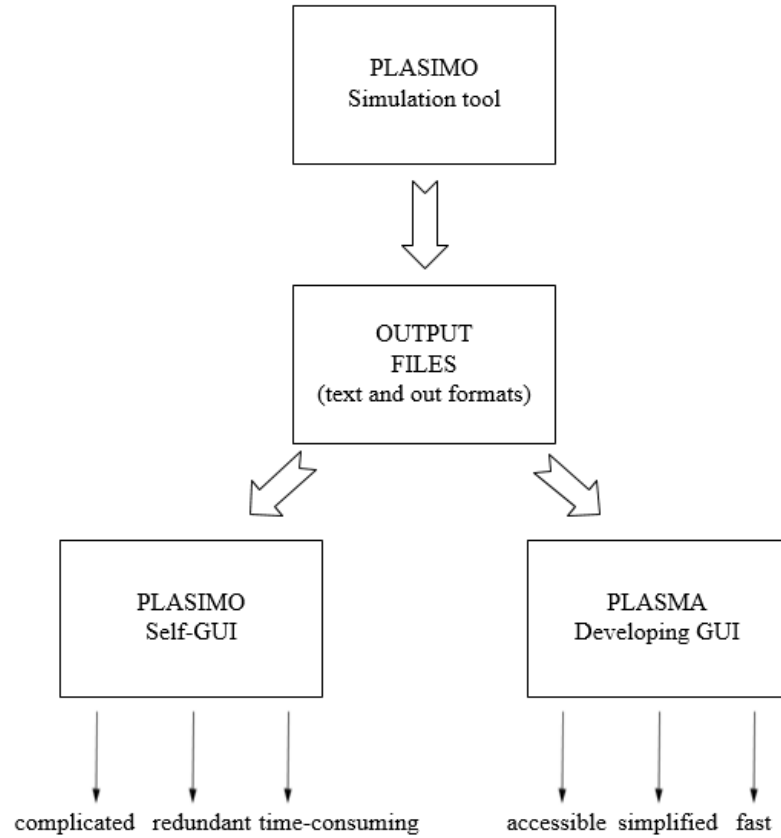 PLASIMO
Simulation tool
OUTPUT
FILES
(text and out formats)
PLASIMO
Self-GUI
PLASMA
Developing GUI
complicated redundant time-consuming
accessible simplified fast